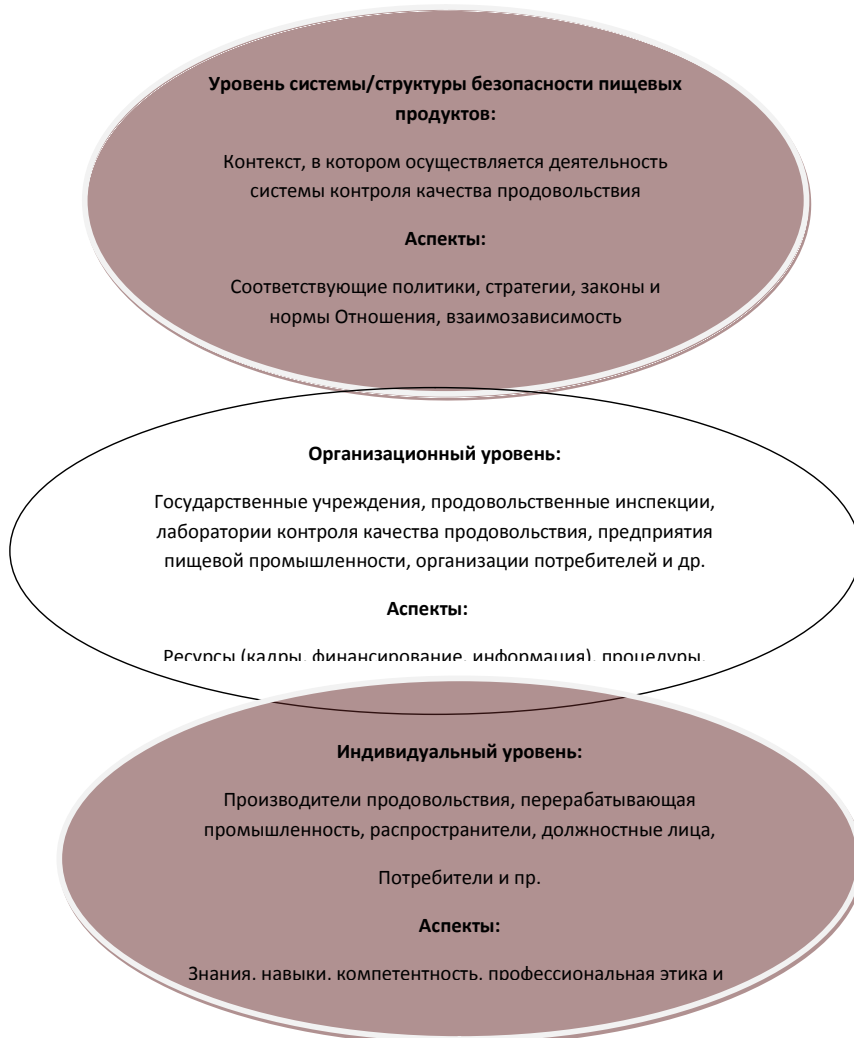 Уровень системы/структуры безопасности пищевых
продуктов:
Контекст, в котором осуществляется деятельность
системы контроля качества продовольствия
Аспекты:
Соответствующие политики, стратегии, законы и
нормы Отношения, взаимозависимость
Организационный уровень:
Государственные учреждения, продовольственные инспекции,
лаборатории контроля качества продовольствия, предприятия
пищевой промышленности, организации потребителей и др.
Аспекты:
Ресурсы (кадры, финансирование, информация), процедуры,
Индивидуальный уровень:
Производители продовольствия, перерабатывающая
промышленность, распространители, должностные лица,
Потребители и пр.
Аспекты:
Знания, навыки, компетентность, профессиональная этика и